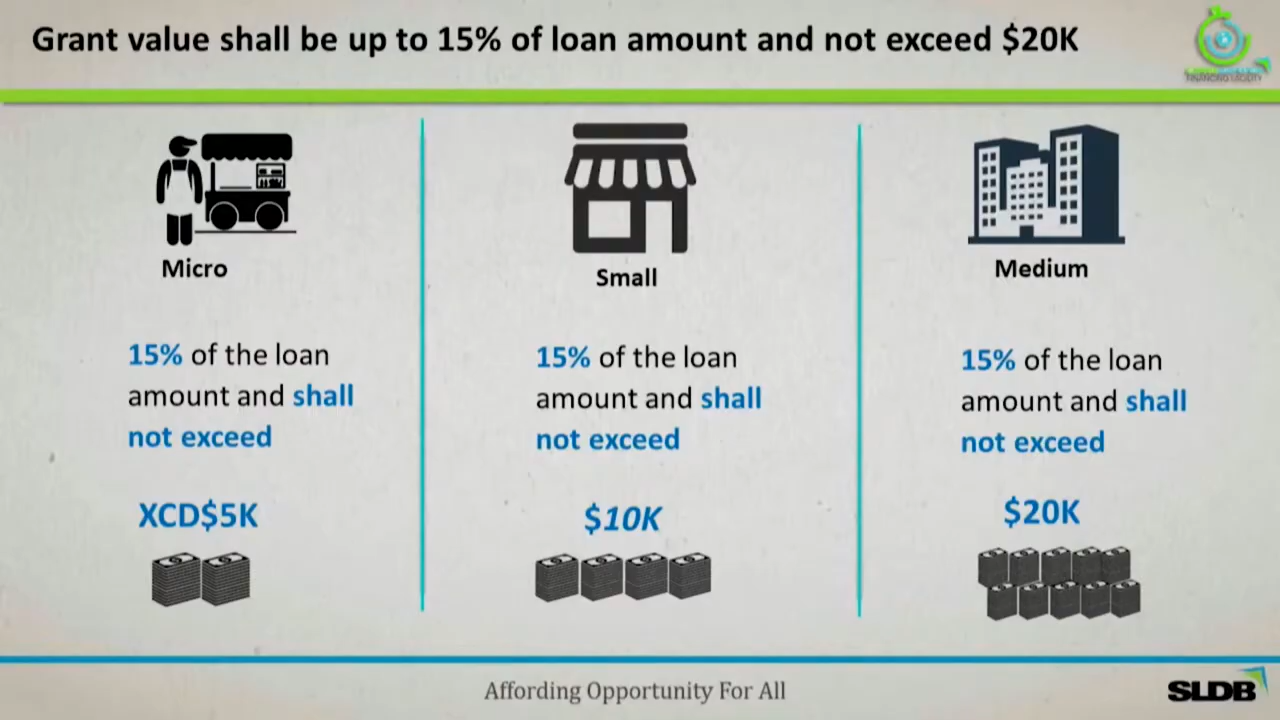 Grant value shall be up to 15% of loan amount and not exceed $20K
Micro
15% of the loan
amount and shall
not exceed
XCD$5K
Small
15% of the loan
amount and shall
not exceed
$10K
Medium
15% of the loan
amount and shall
not exceed
$20K
Affording Opportunity For All
SLDB